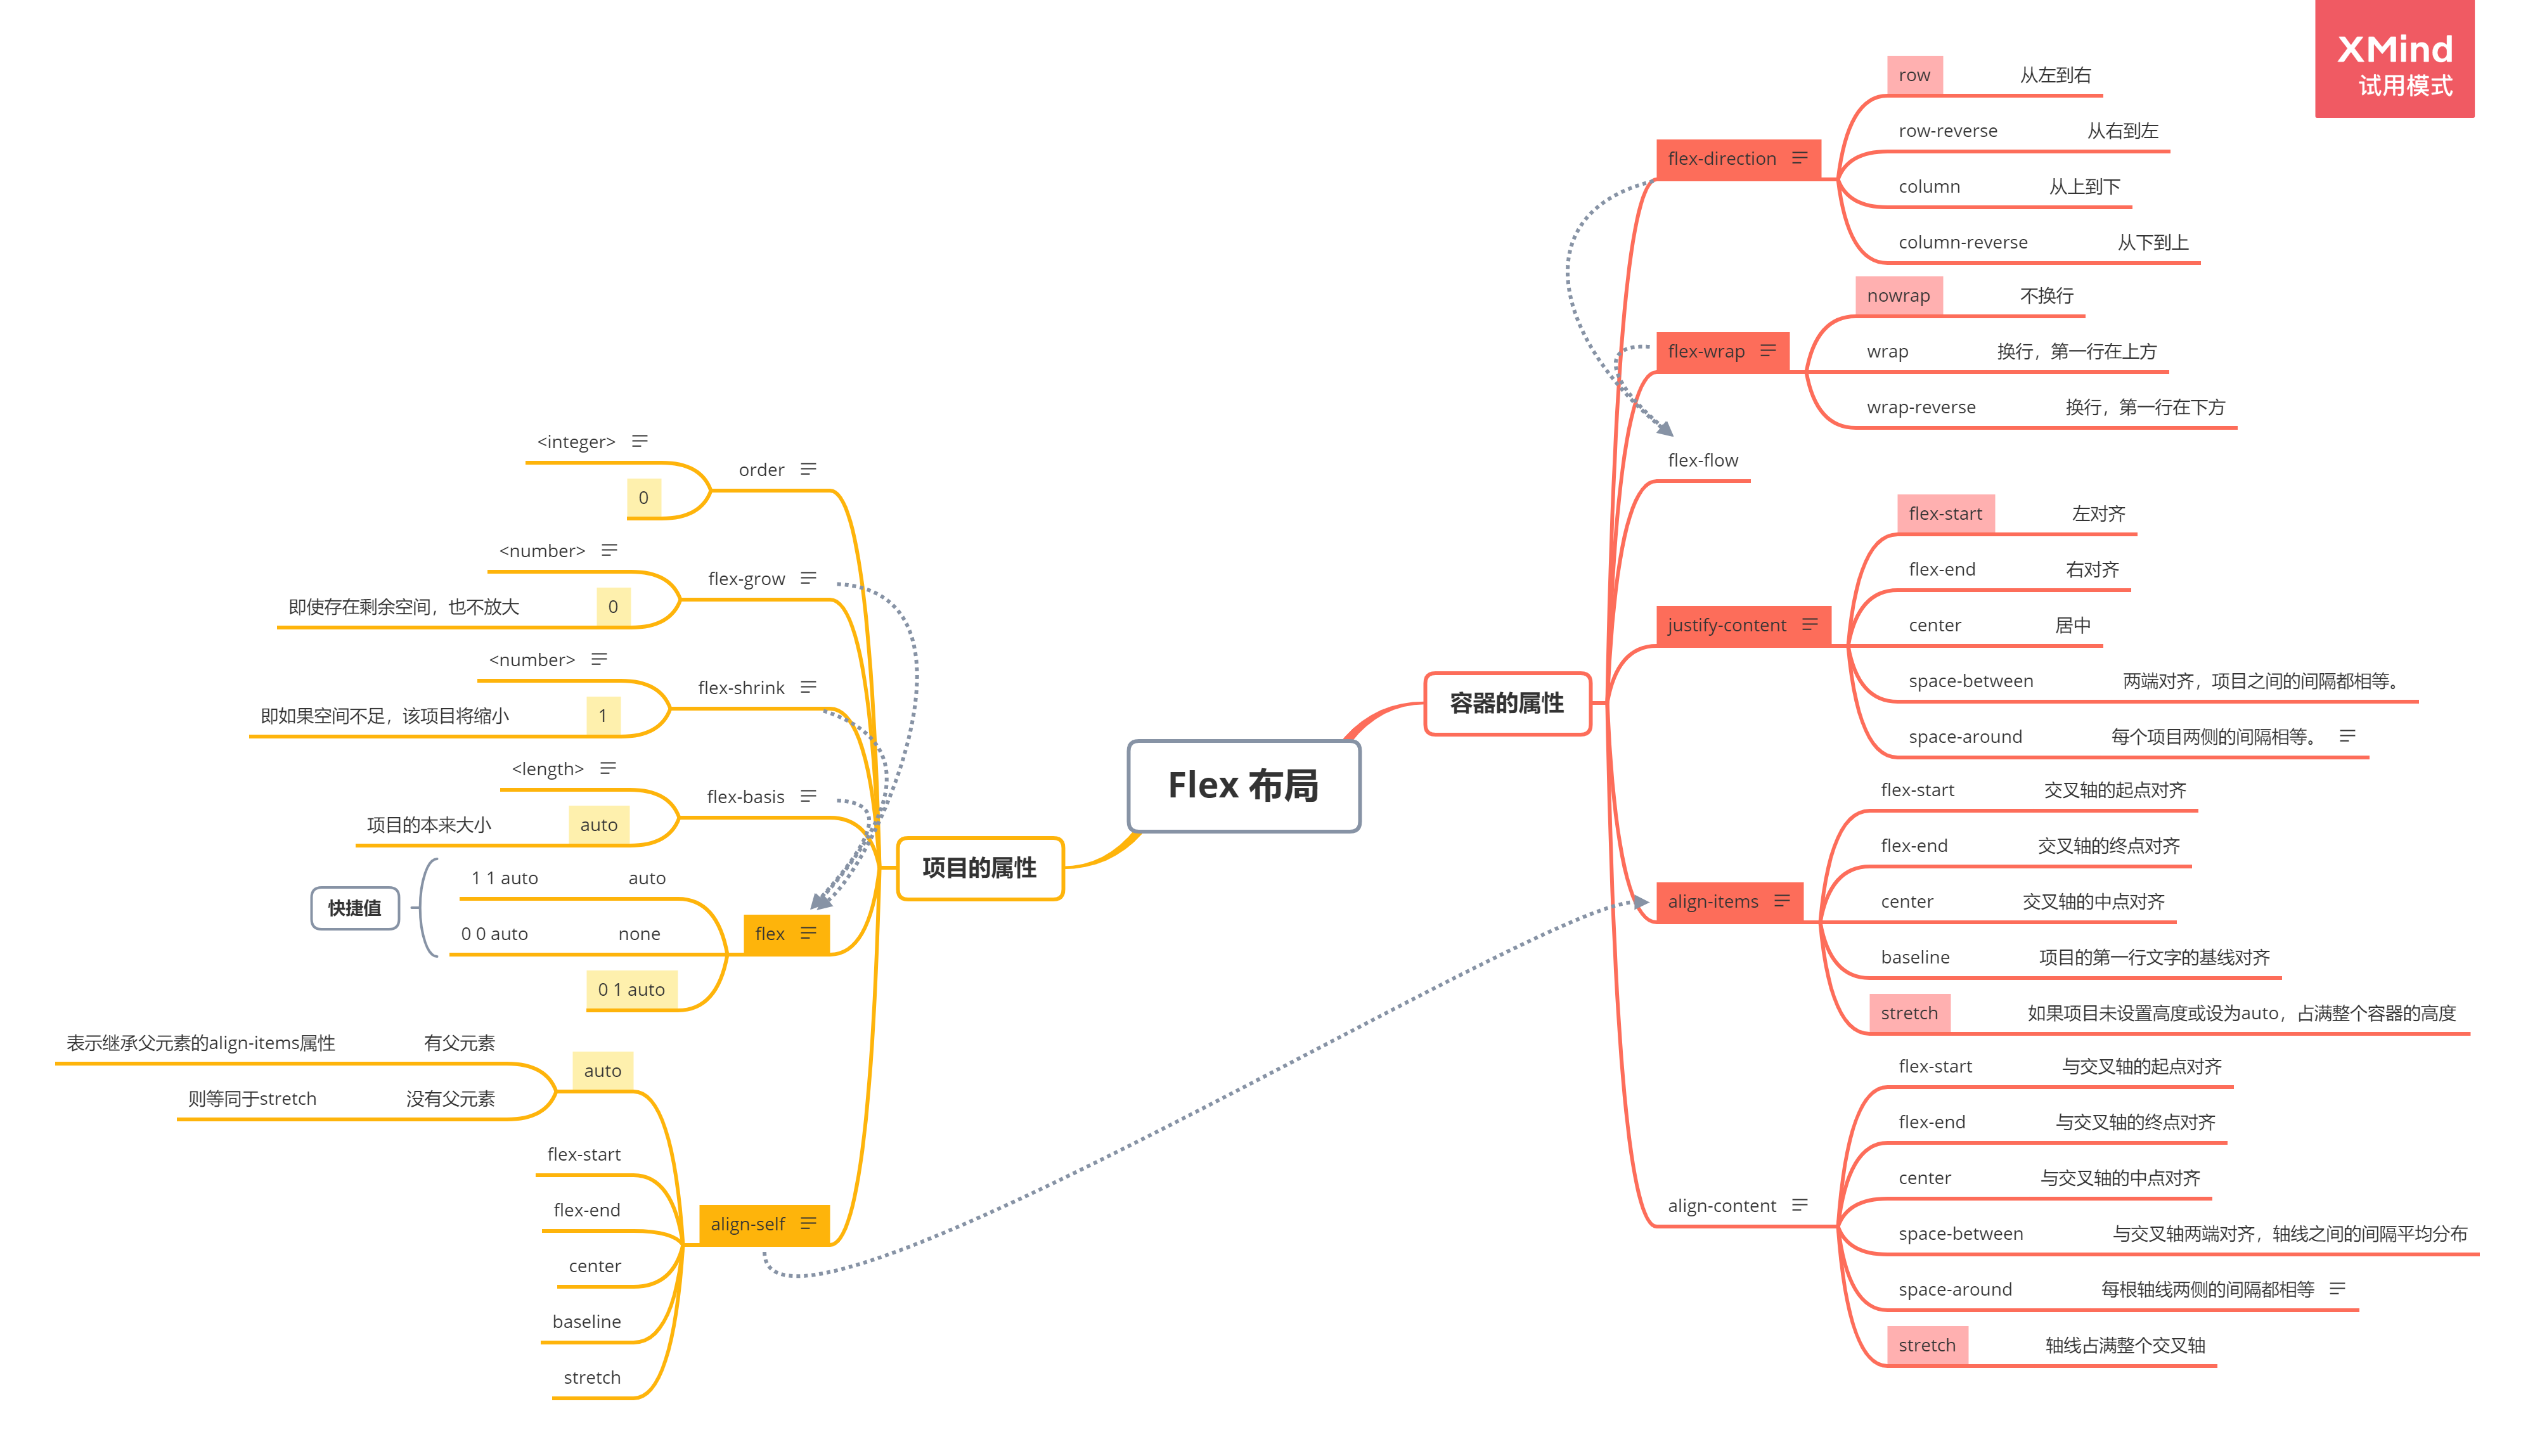 XMind
试用模式
Flex 布局
容器的属性
flex-direction
row 从左到右
row-reverse 从右到左
column 从上到下
column-reverse 从下到上
flex-wrap
nowrap 不换行
wrap 换行，第一行在上方
wrap-reverse 换行，第一行在下方
flex-flow
justify-content
flex-start 左对齐
flex-end 右对齐
center 居中
space-between 两端对齐，项目之间的间隔都相等。
space-around 每个项目两侧的间隔相等。
align-items
flex-start 交叉轴的起点对齐
flex-end 交叉轴的终点对齐
center 交叉轴的中点对齐
baseline 项目的第一行文字的基线对齐
stretch 如果项目未设置高度或设为auto，占满整个容器的高度
align-content
flex-start 与交叉轴的起点对齐
flex-end 与交叉轴的终点对齐
center 与交叉轴的中点对齐
space-between 与交叉轴两端对齐，轴线之间的间隔平均分布
space-around 每根轴线两侧的间隔都相等
stretch 轴线占满整个交叉轴
项目的属性
order
<integer>
0
flex-grow
<number>
即使存在剩余空间，也不放大 0
flex-shrink
<number>
即如果空间不足，该项目将缩小 1
flex-basis
<length>
项目的本来大小 auto
flex
快捷值
1 1 auto auto
0 0 auto none
0 1 auto
align-self
auto
表示继承父元素的align-items属性 有父元素
则等同于stretch 没有父元素
flex-start
flex-end
center
baseline
stretch